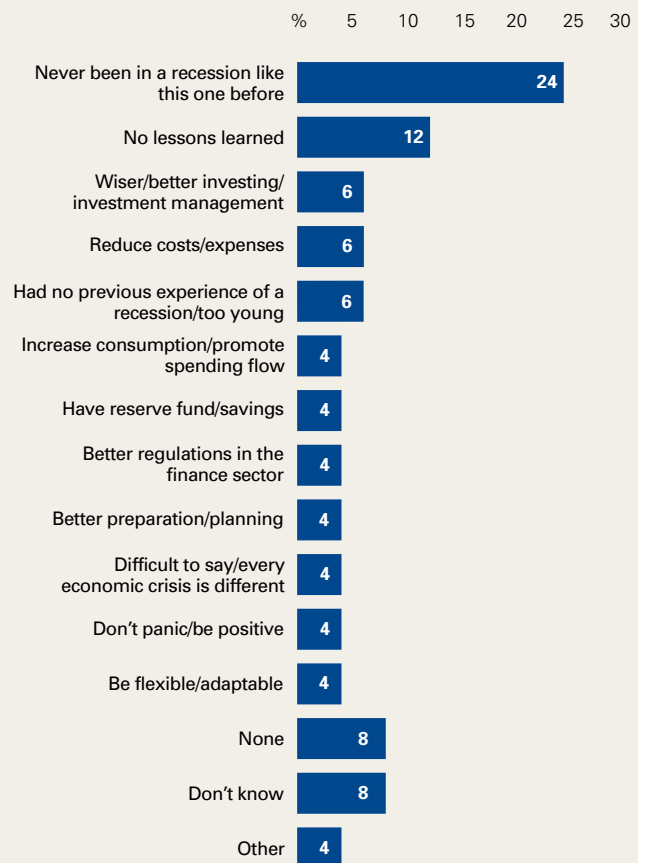 % 5 10 15 20 25 30
Never been in a recession like
this one before
24
No lessons learned
12
Wiser/better investing/
investment management
6
Reduce costs/expenses
6
Had no previous experience of a
recession/too young
6
Increase consumption/promote
spending flow
4
Have reserve fund/savings
4
Better regulations in the
finance sector
4
Better preparation/planning
4
Difficult to say/every
economic crisis is different
4
Don't panic/be positive
4
Be flexible/adaptable
4
None
8
Don't know
8
Other
4